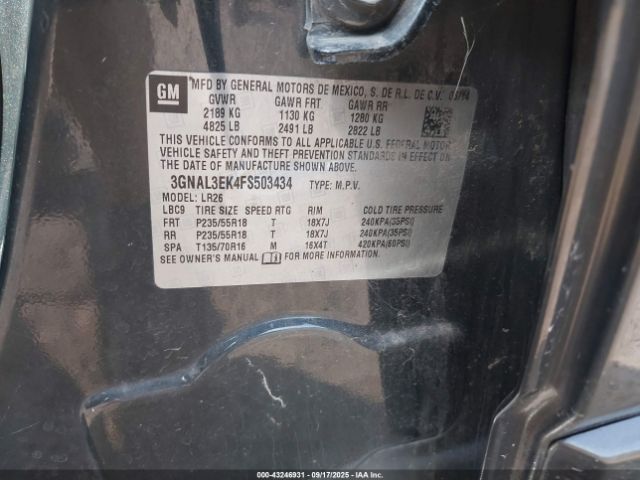 GM
MFD BY GENERAL MOTORS DE MEXICO, S. DE R.L. DE C.V.
GVWR GAWR FRT GAWR RR
2189 KG 1130 KG 1280 KG
4825 LB 2491 LB 2822 LB
THIS VEHICLE CONFORMS TO ALL APPLICABLE U.S. FEDERAL MOTOR
VEHICLE SAFETY AND THEFT PREVENTION STANDARDS IN EFFECT ON
THE DATE OF MANUFACTURE SHOWN ABOVE.
3GNAL3EK4FS503434 TYPE: M.P.V.
MODEL: LR26
LBC9 TIRE SIZE SPEED RTG RIM COLD TIRE PRESSURE
FRT P235/55R18 T 18X7J 240KPA(35PSI)
RR P235/55R18 T 18X7J 240KPA(35PSI)
SPA T135/70R16 M 16X4T 420KPA(60PSI)
SEE OWNER'S MANUAL FOR MORE INFORMATION.
© IAAI - 43246931 - 09/17/2025 - COPART